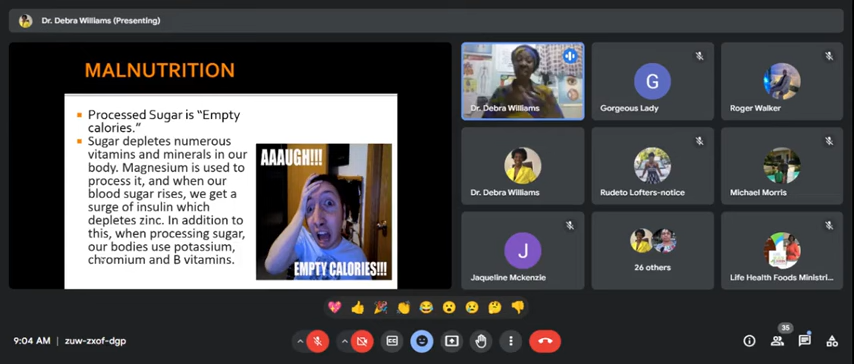 Dr. Debra Williams (Presenting)
MALNUTRITION
Processed Sugar is “Empty
calories.”
Sugar depletes numerous
vitamins and minerals in our
body. Magnesium is used to
process it, and when our
blood sugar rises, we get a
surge of insulin which
depletes zinc. In addition to
this, when processing sugar,
our bodies use potassium,
chromium and B vitamins.
AAAUGH!!!
EMPTY CALORIES!!!
Dr. Debra Williams
G
Gorgeous Lady
Roger Walker
Dr. Debra Williams
Rudeto Lofters-notice
Michael Morris
J
Jaqueline Mckenzie
26 others
Life Health Foods Ministri...
9:04 AM | zuw-zxof-dgp
35